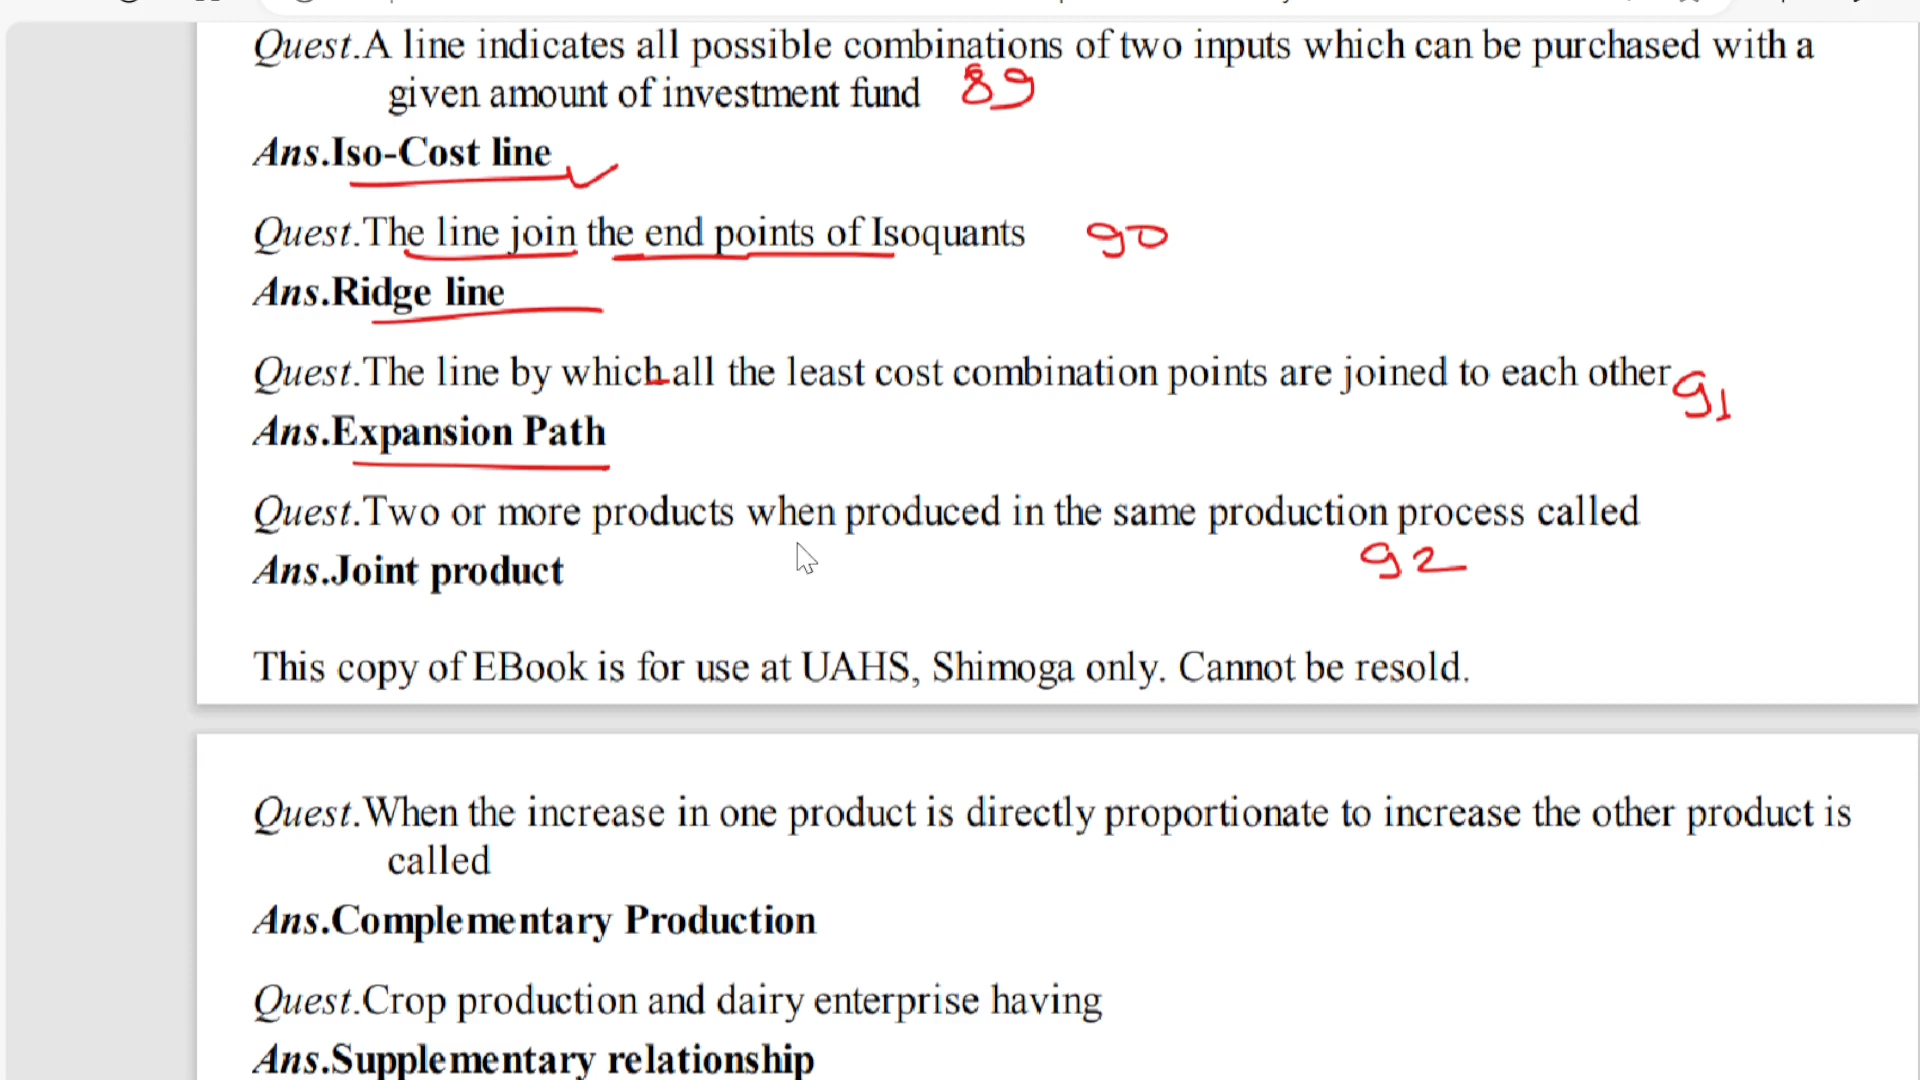 Quest.A line indicates all possible combinations of two inputs which can be purchased with a
given amount of investment fund 89
Ans.Iso-Cost line
Quest.The line join the end points of Isoquants 90
Ans.Ridge line
Quest.The line by which all the least cost combination points are joined to each other 91
Ans.Expansion Path
Quest.Two or more products when produced in the same production process called
92
Ans.Joint product
This copy of EBook is for use at UAHS, Shimoga only. Cannot be resold.
Quest.When the increase in one product is directly proportionate to increase the other product is
called
Ans.Complementary Production
Quest.Crop production and dairy enterprise having
Ans.Supplementary relationship